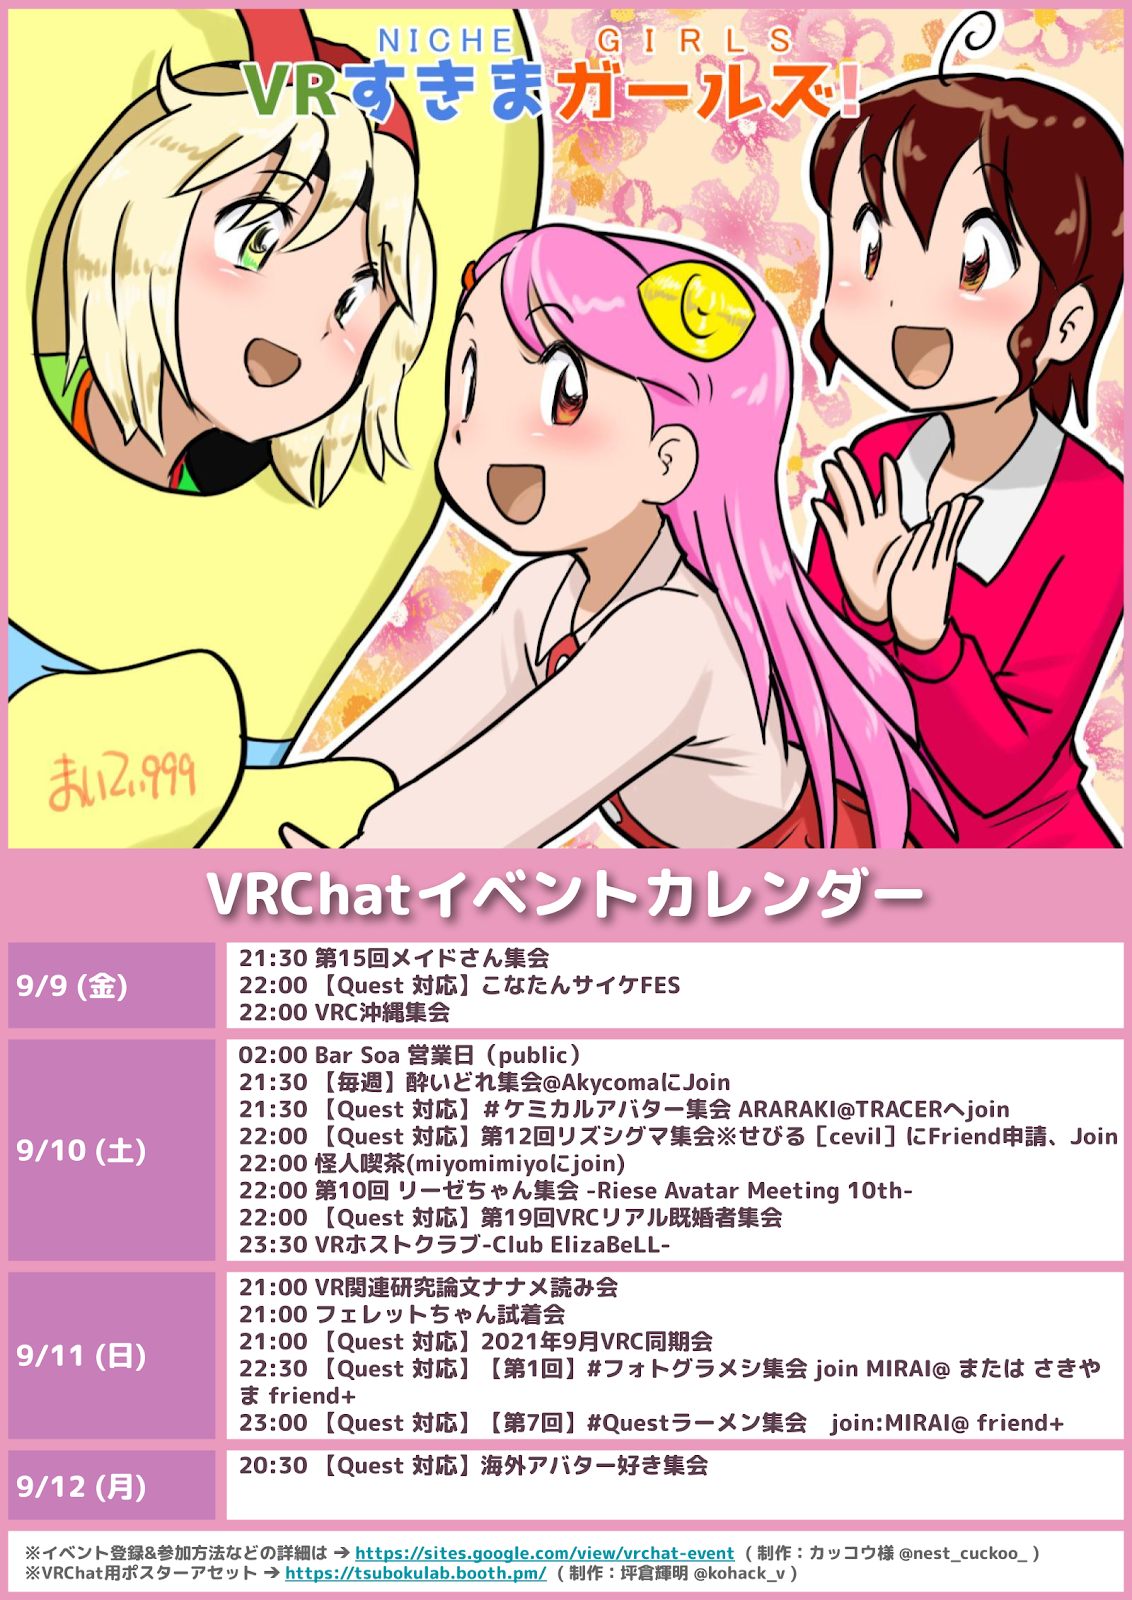 NICHE GIRLS
VRすきまガールズ!
まいてぃ999
VRChatイベントカレンダー
9/9 (金)
21:30 第15回メイドさん集会
22:00 【Quest 対応】こなたんサイケFES
22:00 VRC沖縄集会
9/10 (土)
02:00 Bar Soa 営業日（public）
21:30 【毎週】酔いどれ集会@AkycomaにJoin
21:30 【Quest 対応】＃ケミカルアバター集会 ARARAKI@TRACERへjoin
22:00 【Quest 対応】第12回リズシグマ集会※せびる［cevil］にFriend申請、Join
22:00 怪人喫茶(miyomimiyoにjoin)
22:00 第10回 リーゼちゃん集会 -Riese Avatar Meeting 10th-
22:00 【Quest 対応】第19回VRCリアル既婚者集会
23:30 VRホストクラブ-Club ElizaBeLL-
9/11 (日)
21:00 VR関連研究論文ナナメ読み会
21:00 フェレットちゃん試着会
21:00 【Quest 対応】2021年9月VRC同期会
22:30 【Quest 対応】【第1回】#フォトグラメシ集会 join MIRAI@ または さきや
ま friend+
23:00 【Quest 対応】【第7回】#Questラーメン集会　join:MIRAI@ friend+
9/12 (月)
20:30 【Quest 対応】海外アバター好き集会
※イベント登録&参加方法などの詳細は → https://sites.google.com/view/vrchat-event （ 制作：カッコウ様 @nest_cuckoo_ ）
※VRChat用ポスターアセット → https://tsubokulab.booth.pm/ （ 制作：坪倉輝明 @kohack_v ）